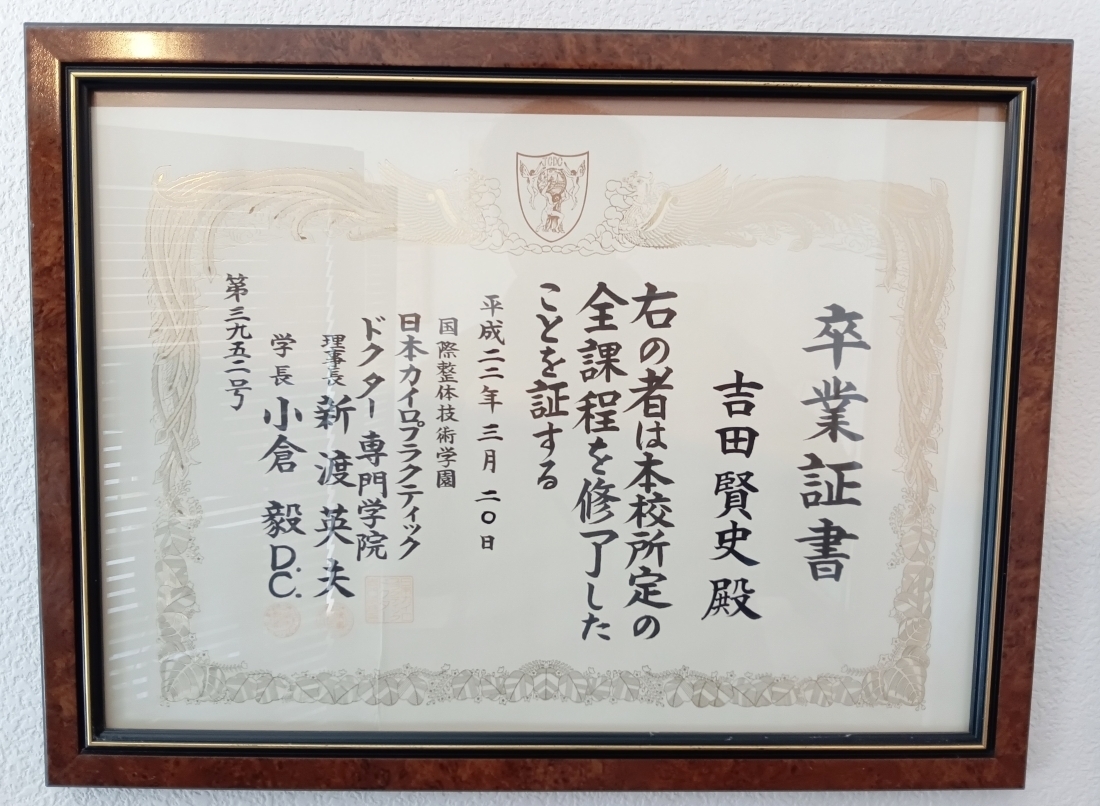 卒業証書
吉田賢史殿
右の者は本校所定の
全課程を修了した
ことを証する
平成二二年三月二〇日
国際整体技術学園
日本カイロプラクティック
ドクター専門学院
理事長 新渡英夫
学長 小倉毅D.C.
第三九五二号